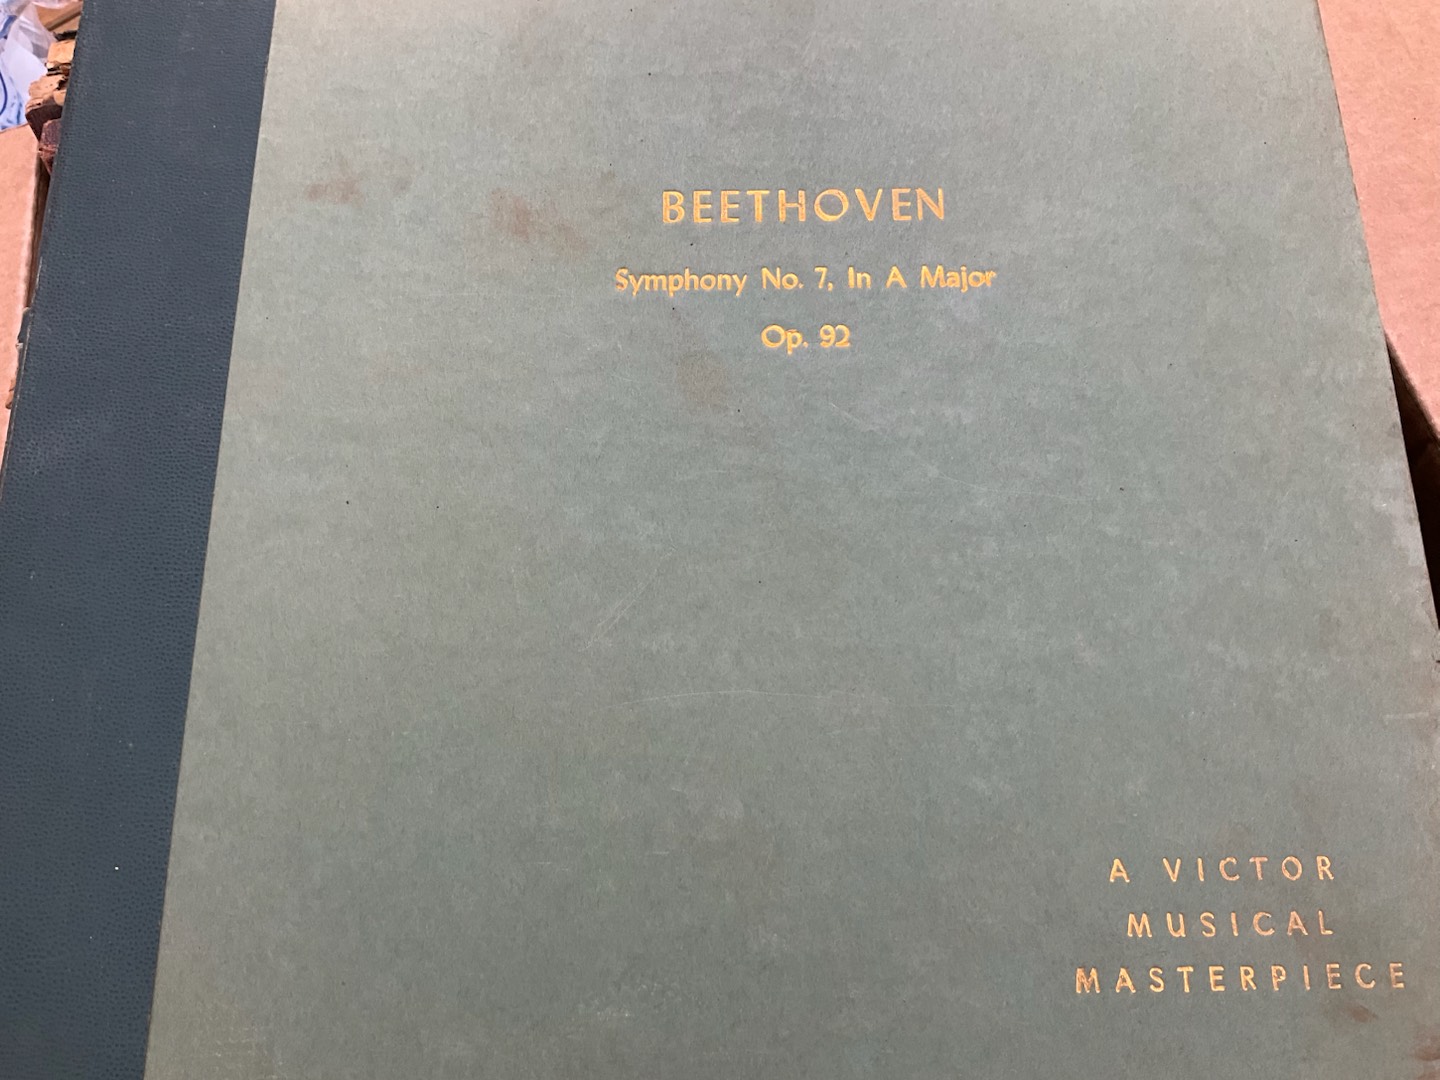 BEETHOVEN
Symphony No. 7, In A Major
Op. 92
A VICTOR
MUSICAL
MASTERPIECE